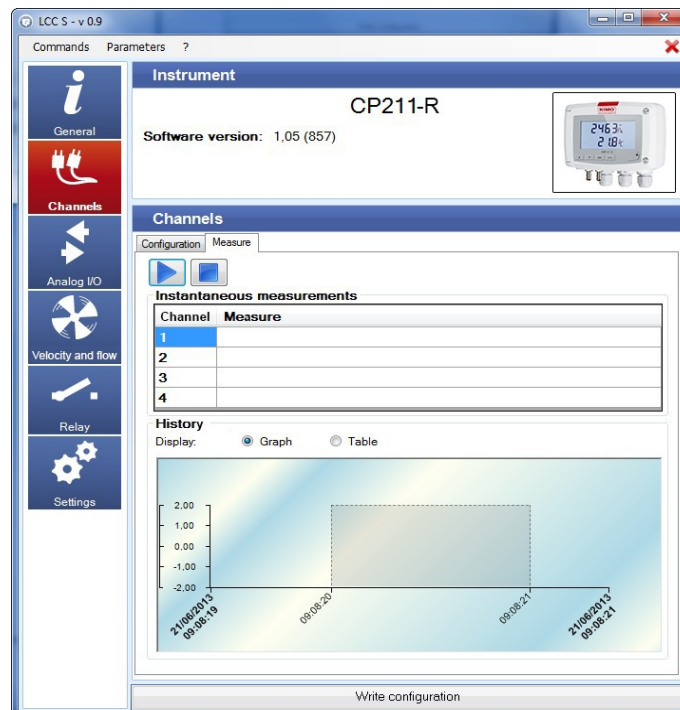 LCC S - v 0.9
Commands Parameters ?
Instrument
CP211-R
Software version: 1,05 (857)
General
Channels
Analog I/O
Velocity and flow
Relay
Settings
Channels
Configuration Measure
Instantaneous measurements
Channel Measure
1
2
3
4
History
Display: Graph Table
2,00
1,00
0,00
-1,00
-2,00
21/06/2013
09:08:19
09:08:20
09:08:21
21/06/2013
09:08:21
Write configuration